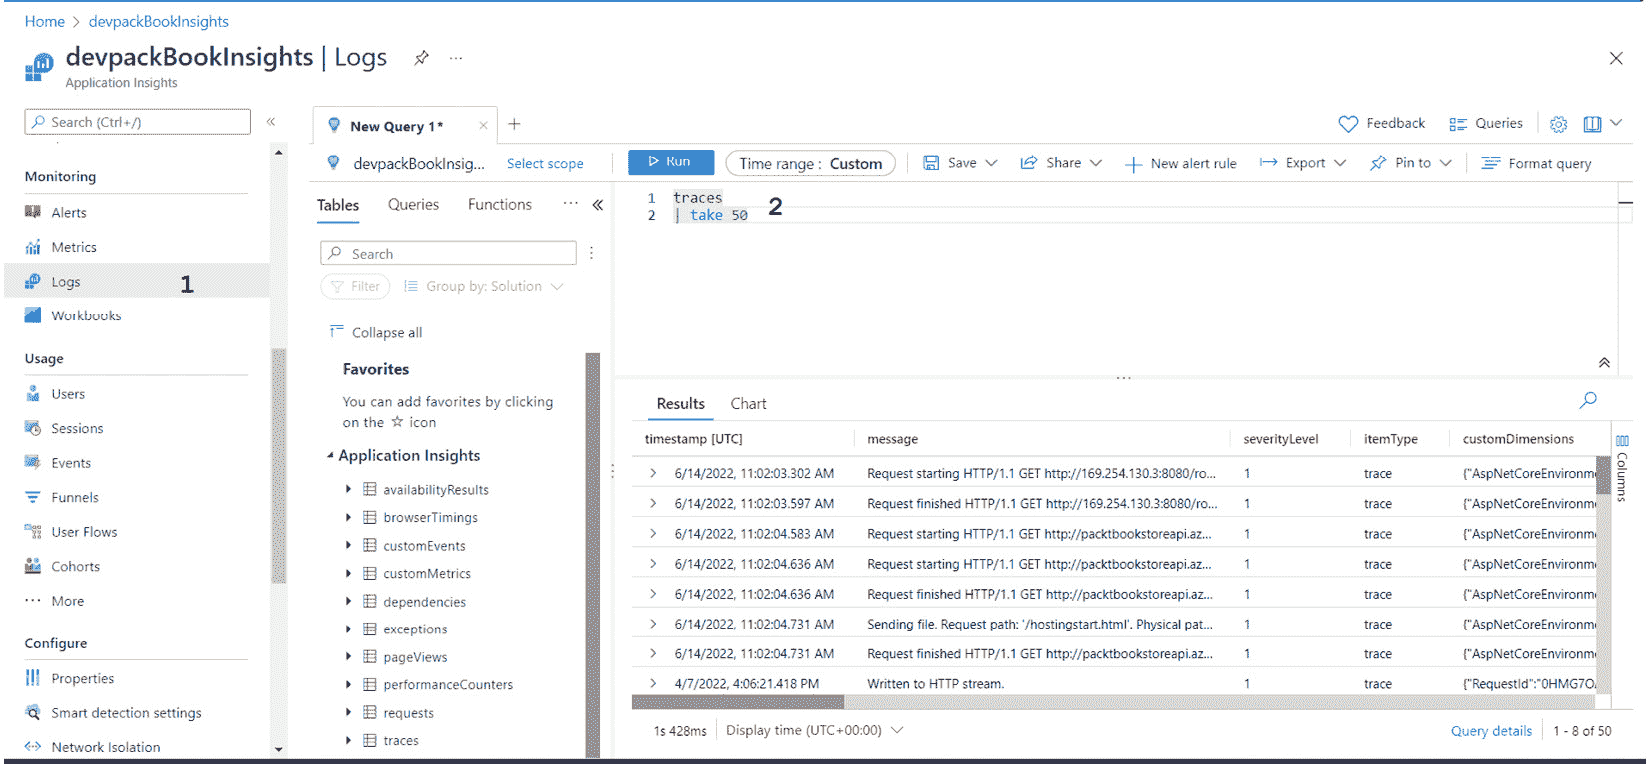 Home > devpackBookInsights
devpackBookInsights | Logs ...
Application Insights
Search (Ctrl+/) «
Monitoring
Alerts
Metrics
Logs 1
Workbooks
Usage
Users
Sessions
Events
Funnels
User Flows
Cohorts
... More
Configure
Properties
Smart detection settings
Network Isolation
New Query 1* × +
Feedback Queries
devpackBookInsig... Select scope
Run Time range : Custom Save Share New alert rule Export Pin to Format query
Tables Queries Functions ... «
Search
Filter Group by: Solution
Collapse all
Favorites
You can add favorites by clicking
on the ☆ icon
Application Insights
availabilityResults
browserTimings
customEvents
customMetrics
dependencies
exceptions
pageViews
performanceCounters
requests
traces
1 traces
2 | take 50 2
...
Results Chart
timestamp [UTC] message severityLevel itemType customDimensions
6/14/2022, 11:02:03.302 AM Request starting HTTP/1.1 GET http://169.254.130.3:8080/ro... 1 trace {"AspNetCoreEnvironme
6/14/2022, 11:02:03.597 AM Request finished HTTP/1.1 GET http://169.254.130.3:8080/ro... 1 trace {"AspNetCoreEnvironme
6/14/2022, 11:02:04.583 AM Request starting HTTP/1.1 GET http://packtbookstoreapi.az... 1 trace {"AspNetCoreEnvironme
6/14/2022, 11:02:04.636 AM Request starting HTTP/1.1 GET http://packtbookstoreapi.az... 1 trace {"AspNetCoreEnvironme
6/14/2022, 11:02:04.636 AM Request finished HTTP/1.1 GET http://packtbookstoreapi.az... 1 trace {"AspNetCoreEnvironme
6/14/2022, 11:02:04.731 AM Sending file. Request path: '/hostingstart.html'. Physical pat... 1 trace {"AspNetCoreEnvironme
6/14/2022, 11:02:04.731 AM Request finished HTTP/1.1 GET http://packtbookstoreapi.az... 1 trace {"AspNetCoreEnvironme
4/7/2022, 4:06:21.418 PM Written to HTTP stream. 1 trace {"RequestId":"0HMG7O
Columns
1s 428ms Display time (UTC+00:00) Query details 1 - 8 of 50